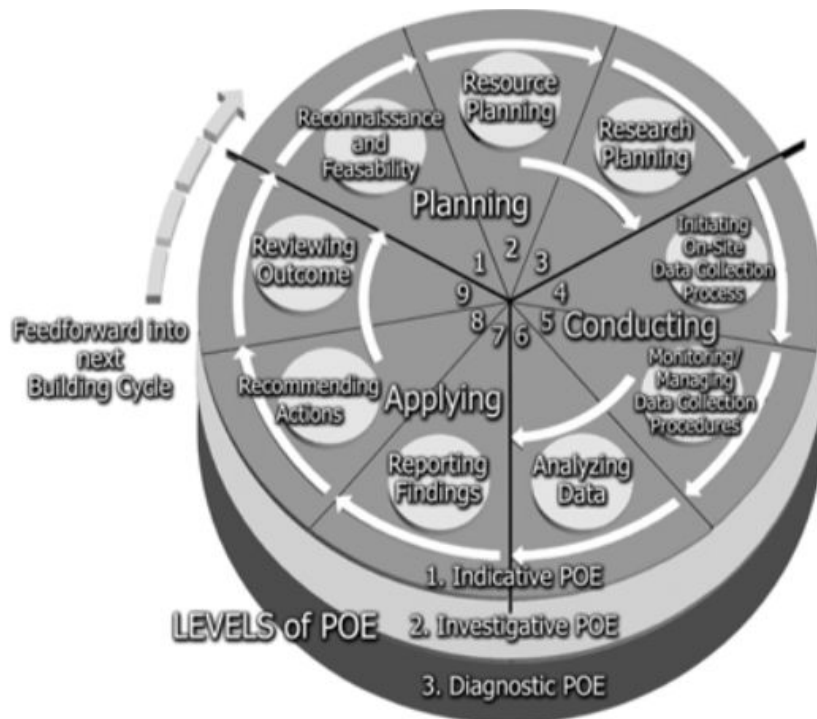 Resource
Planning
Reconnaissance
and
Feasability
Research
Planning
Planning
Initiating
On-Site
Data Collection
Process
Reviewing
Outcome
1
2
3
4
5
6
7
8
9
Conducting
Feedforward into
next
Building Cycle
Monitoring/
Managing
Data Collection
Procedures
Recommending
Actions
Applying
Reporting
Findings
Analyzing
Data
1. Indicative POE
LEVELS of POE
2. Investigative POE
3. Diagnostic POE